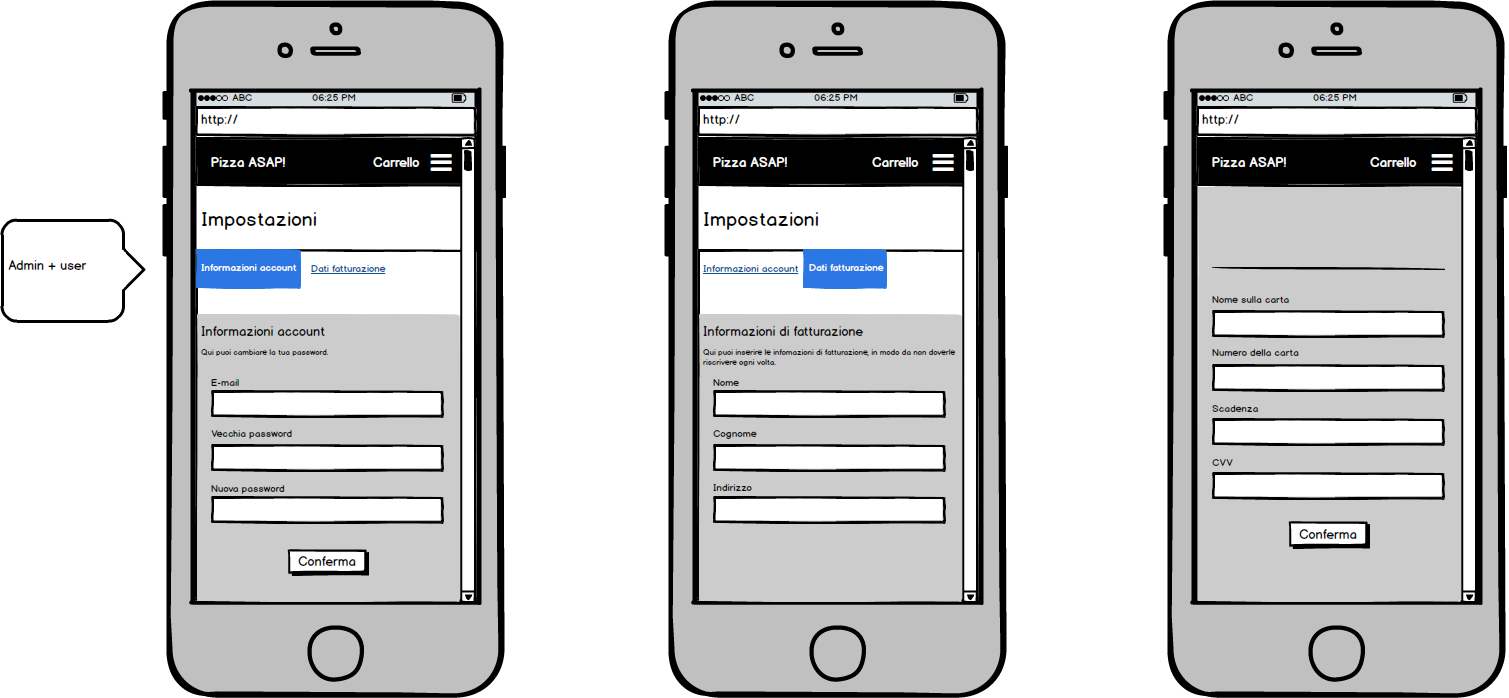 Admin + user
ABC 06:25 PM
http://
Pizza ASAP! Carrello
Impostazioni
Informazioni account Dati fatturazione
Informazioni account
Qui puoi cambiare la tua password.
E-mail
Vecchia password
Nuova password
Conferma
ABC 06:25 PM
http://
Pizza ASAP! Carrello
Impostazioni
Informazioni account Dati fatturazione
Informazioni di fatturazione
Qui puoi inserire le infomazioni di fatturazione, in modo da non doverle
riscrivere ogni volta.
Nome
Cognome
Indirizzo
ABC 06:25 PM
http://
Pizza ASAP! Carrello
Nome sulla carta
Numero della carta
Scadenza
CVV
Conferma